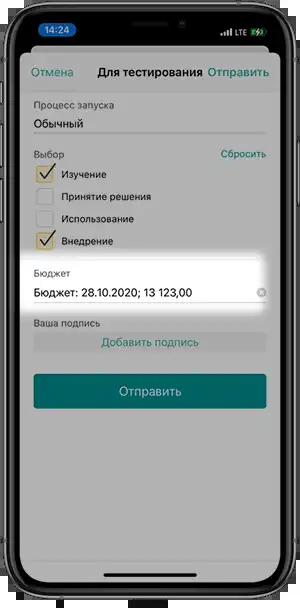 14:24
LTE
Отмена Для тестирования Отправить
Процесс запуска
Обычный
Выбор Сбросить
Изучение
Принятие решения
Использование
Внедрение
Бюджет
Бюджет: 28.10.2020; 13 123,00
Ваша подпись
Добавить подпись
Отправить